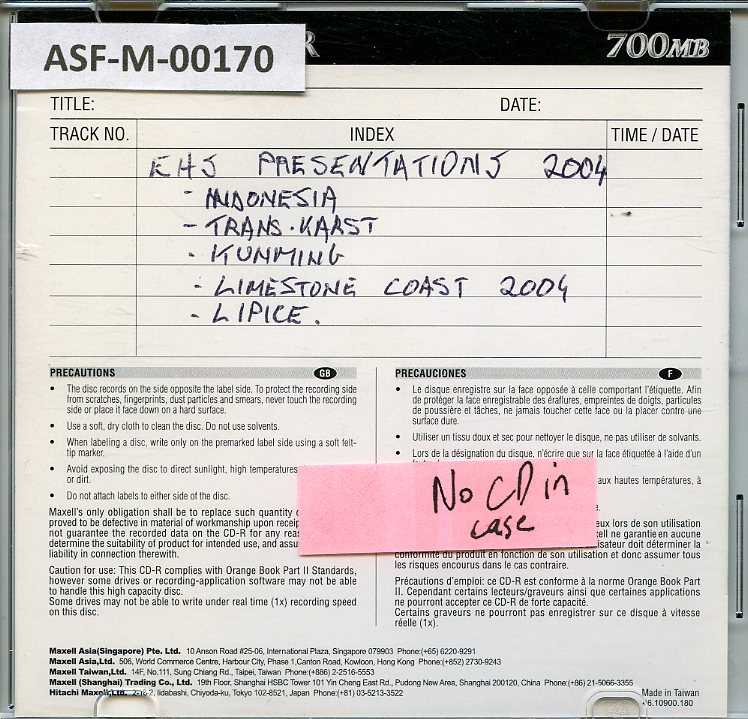 ASF-M-00170
R 700MB
TITLE: DATE:
TRACK NO. INDEX TIME / DATE
EHS PRESENTATIONS 2004
- INDONESIA
- TRANS. KARST
- KUNMING
- LIMESTONE COAST 2004
- LIPICE.
PRECAUTIONS GB
• The disc records on the side opposite the label side. To protect the recording side
from scratches, fingerprints, dust particles and smears, never touch the recording
side or place it face down on a hard surface.
• Use a soft, dry cloth to clean the disc. Do not use solvents.
• When labeling a disc, write only on the premarked label side using a soft felt-
tip marker.
• Avoid exposing the disc to direct sunlight, high temperatures
or dirt.
• Do not attach labels to either side of the disc.
Maxell's only obligation shall be to replace such quantity
proved to be defective in material of workmanship upon receip
not guarantee the recorded data on the CD-R for any reas
determine the suitability of product for intended use, and assu
liability in connection therewith.
Caution for use: This CD-R complies with Orange Book Part II Standards,
however some drives or recording-application software may not be able
to handle this high capacity disc.
Some drives may not be able to write under real time (1x) recording speed
on this disc.
PRECAUCIONES F
• Le disque enregistre sur la face opposée à celle comportant l'étiquette. Afin
de protéger la face enregistrable des éraflures, empreintes de doigts, particules
de poussière et tâches, ne jamais toucher cette face ou la placer contre une
surface dure.
• Utiliser un tissu doux et sec pour nettoyer le disque, ne pas utiliser de solvants.
• Lors de la désignation du disque, n'écrire que sur la face étiquetée à l'aide d'un
aux hautes températures, à
No CD in
case
eux lors de son utilisation
ell ne garantie en aucune
isateur doit déterminer la
conformité du produit en fonction de son utilisation et donc assumer tous
les risques encourus dans le cas contraire.
Précautions d'emploi: ce CD-R est conforme à la norme Orange Book Part
II. Cependant certains lecteurs/graveurs ainsi que certaines applications
ne pourront accepter ce CD-R de forte capacité.
Certains graveurs ne pourront pas enregistrer sur ce disque à vitesse
réelle (1x).
Maxell Asia(Singapore) Pte. Ltd. 10 Anson Road #25-06, International Plaza, Singapore 079903 Phone:(+65) 6220-9291
Maxell Asia,Ltd. 506, World Commerce Centre, Harbour City, Phase 1,Canton Road, Kowloon, Hong Kong Phone:(+852) 2730-9243
Maxell Taiwan,Ltd. 14F, No.111, Sung Chiang Rd., Taipei, Taiwan Phone:(+886) 2-2516-5553
Maxell (Shanghai) Trading Co., Ltd. 19th Floor, Shanghai HSBC Tower 101 Yin Cheng East Rd., Pudong New Area, Shanghai 200120, China Phone:(+86) 21-5066-3355
Hitachi Maxell,Ltd. 2-18-2, Iidabashi, Chiyoda-ku, Tokyo 102-8521, Japan Phone:(+81) 03-5213-3522
Made in Taiwan
6.10900.180